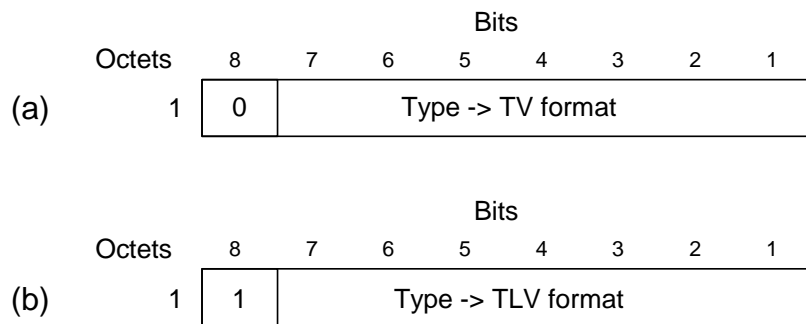 Bits
Octets 8 7 6 5 4 3 2 1
(a) 1 0 Type -> TV format
Bits
Octets 8 7 6 5 4 3 2 1
(b) 1 1 Type -> TLV format